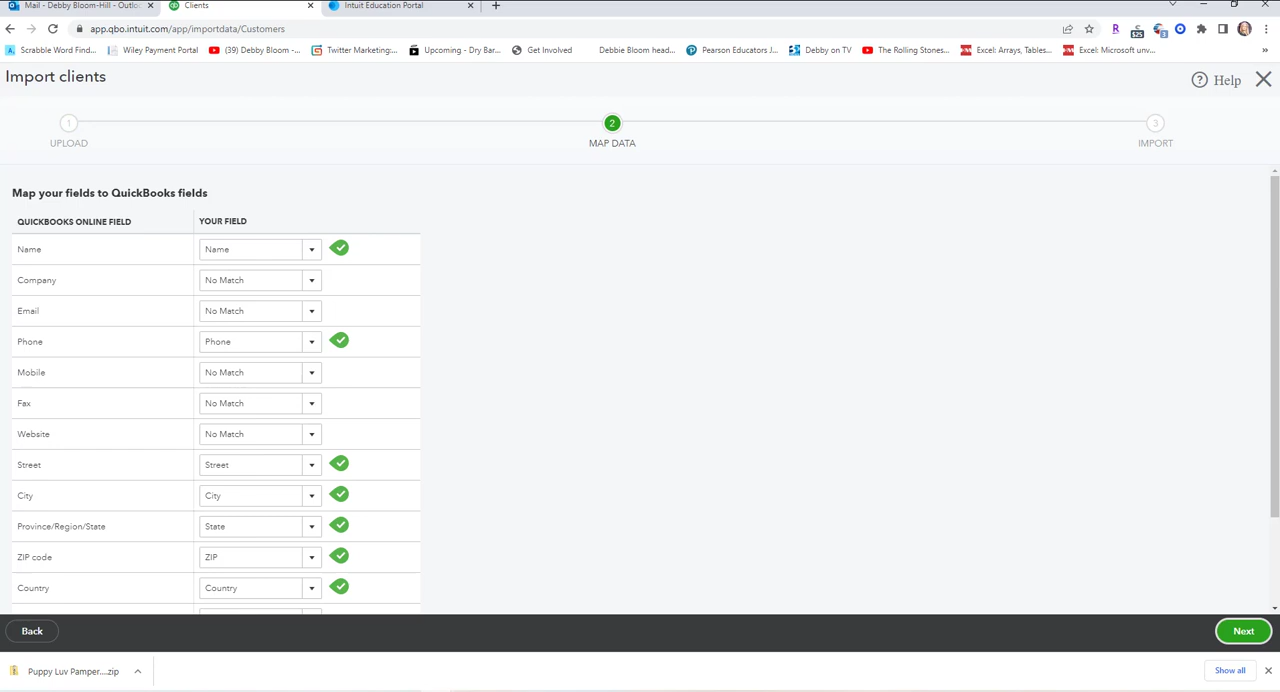 Mail - Debby Bloom-Hill - Outlo
Clients
Intuit Education Portal
app.qbo.intuit.com/app/importdata/Customers
Scrabble Word Find...
Wiley Payment Portal
(39) Debby Bloom -...
Twitter Marketing:...
Upcoming - Dry Bar...
Get Involved
Debbie Bloom head...
Pearson Educators J...
Debby on TV
The Rolling Stones...
Excel: Arrays, Tables...
Excel: Microsoft unv...
Import clients
Help
1
2
3
UPLOAD
MAP DATA
IMPORT
Map your fields to QuickBooks fields
QUICKBOOKS ONLINE FIELD
YOUR FIELD
Name
Name
Company
No Match
Email
No Match
Phone
Phone
Mobile
No Match
Fax
No Match
Website
No Match
Street
Street
City
City
Province/Region/State
State
ZIP code
ZIP
Country
Country
Back
Next
Puppy Luv Pamper....zip
Show all